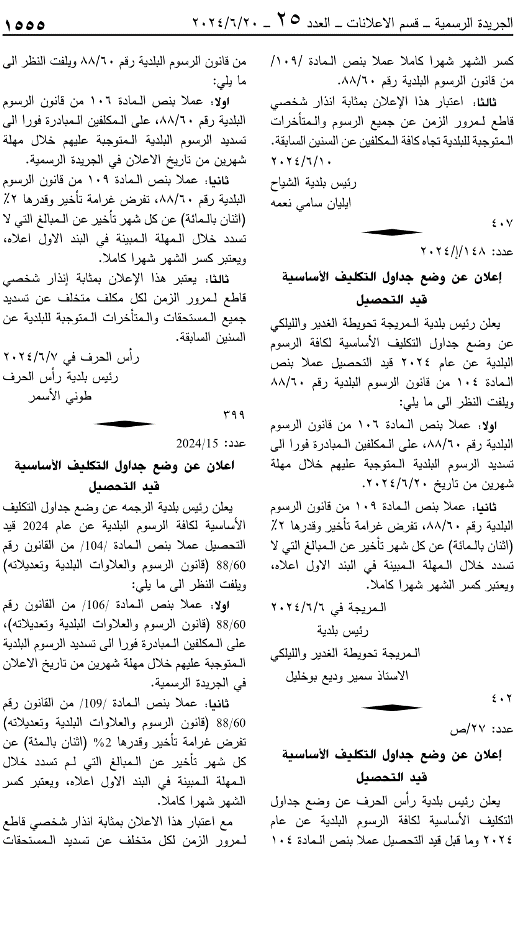 الجريدة الرسمية ــ قسم الاعلانات ــ العدد ٢٥ ــ ٢٠٢٤/٦/٢٠
١٥٥٥
كسر الشهر شهرا كاملا عملا بنص المادة /١٠٩/
من قانون الرسوم البلدية رقم ٨٨/٦٠.
ثالثا: اعتبار هذا الإعلان بمثابة انذار شخصي
قاطع لمرور الزمن عن جميع الرسوم والمتأخرات
المتوجبة للبلدية تجاه كافة المكلفين عن السنين السابقة.
٢٠٢٤/٦/١٠
رئيس بلدية الشياح
ايليان سامي نعمه
٤٠٧
عدد: ١٤٨/أ/٢٠٢٤
إعلان عن وضع جداول التكليف الأساسية
قيد التحصيل
يعلن رئيس بلدية المريجة تحويطة الغدير والليلكي
عن وضع جداول التكليف الأساسية لكافة الرسوم
البلدية عن عام ٢٠٢٤ قيد التحصيل عملا بنص
المادة ١٠٤ من قانون الرسوم البلدية رقم ٨٨/٦٠
ويلفت النظر الى ما يلي:
اولا: عملا بنص المادة ١٠٦ من قانون الرسوم
البلدية رقم ٨٨/٦٠، على المكلفين المبادرة فورا الى
تسديد الرسوم البلدية المتوجبة عليهم خلال مهلة
شهرين من تاريخ ٢٠٢٤/٦/٢٠.
ثانيا: عملا بنص المادة ١٠٩ من قانون الرسوم
البلدية رقم ٨٨/٦٠، تفرض غرامة تأخير وقدرها ٢٪
(اثنان بالمائة) عن كل شهر تأخير عن المبالغ التي لا
تسدد خلال المهلة المبينة في البند الاول اعلاه،
ويعتبر كسر الشهر شهرا كاملا.
المريجة في ٢٠٢٤/٦/٦
رئيس بلدية
المريجة تحويطة الغدير والليلكي
الاستاذ سمير وديع بوخليل
٤٠٢
عدد: ٢٧/ص
إعلان عن وضع جداول التكليف الأساسية
قيد التحصيل
يعلن رئيس بلدية رأس الحرف عن وضع جداول
التكليف الأساسية لكافة الرسوم البلدية عن عام
٢٠٢٤ وما قبل قيد التحصيل عملا بنص المادة ١٠٤
من قانون الرسوم البلدية رقم ٨٨/٦٠ ويلفت النظر الى
ما يلي:
اولا: عملا بنص المادة ١٠٦ من قانون الرسوم
البلدية رقم ٨٨/٦٠، على المكلفين المبادرة فورا الى
تسديد الرسوم البلدية المتوجبة عليهم خلال مهلة
شهرين من تاريخ الاعلان في الجريدة الرسمية.
ثانيا: عملا بنص المادة ١٠٩ من قانون الرسوم
البلدية رقم ٨٨/٦٠، تفرض غرامة تأخير وقدرها ٢٪
(اثنان بالمائة) عن كل شهر تأخير عن المبالغ التي لا
تسدد خلال المهلة المبينة في البند الاول اعلاه،
ويعتبر كسر الشهر شهرا كاملا.
ثالثا: يعتبر هذا الإعلان بمثابة إنذار شخصي
قاطع لمرور الزمن لكل مكلف متخلف عن تسديد
جميع المستحقات والمتأخرات المتوجبة للبلدية عن
السنين السابقة.
رأس الحرف في ٢٠٢٤/٦/٧
رئيس بلدية رأس الحرف
طوني الأسمر
٣٩٩
عدد: 2024/15
اعلان عن وضع جداول التكليف الأساسية
قيد التحصيل
يعلن رئيس بلدية الرجمه عن وضع جداول التكليف
الأساسية لكافة الرسوم البلدية عن عام 2024 قيد
التحصيل عملا بنص المادة /104/ من القانون رقم
88/60 (قانون الرسوم والعلاوات البلدية وتعديلاته)
ويلفت النظر الى ما يلي:
اولا: عملا بنص المادة /106/ من القانون رقم
88/60 (قانون الرسوم والعلاوات البلدية وتعديلاته)،
على المكلفين المبادرة فورا الى تسديد الرسوم البلدية
المتوجبة عليهم خلال مهلة شهرين من تاريخ الاعلان
في الجريدة الرسمية.
ثانيا: عملا بنص المادة /109/ من القانون رقم
88/60 (قانون الرسوم والعلاوات البلدية وتعديلاته)
تفرض غرامة تأخير وقدرها 2% (اثنان بالمئة) عن
كل شهر تأخير عن المبالغ التي لم تسدد خلال
المهلة المبينة في البند الاول اعلاه، ويعتبر كسر
الشهر شهرا كاملا.
مع اعتبار هذا الاعلان بمثابة انذار شخصي قاطع
لمرور الزمن لكل متخلف عن تسديد المستحقات